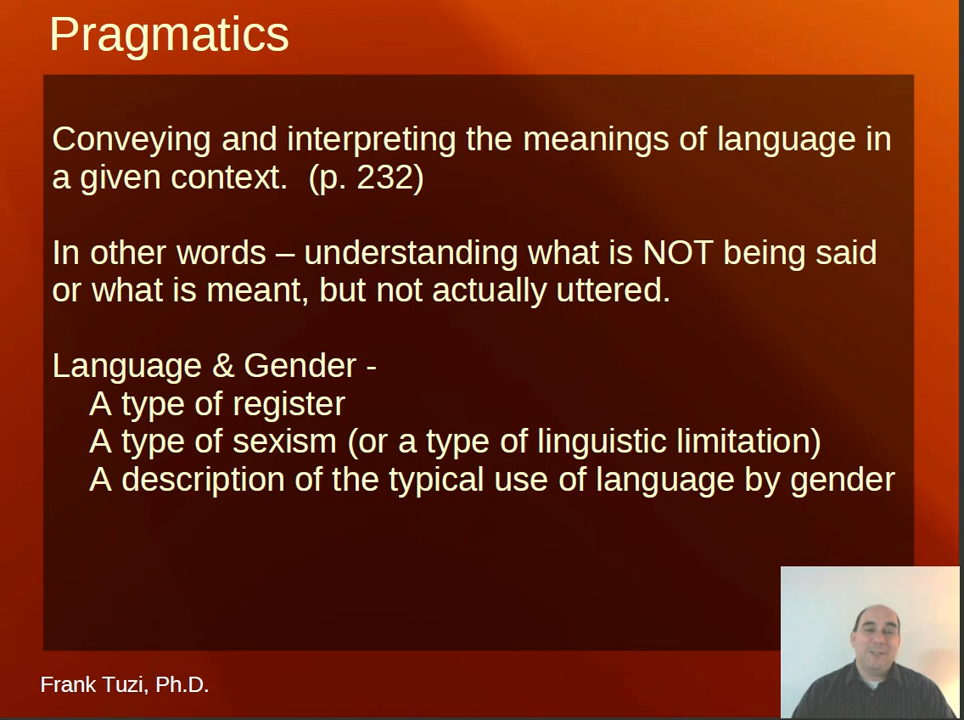 Pragmatics
Conveying and interpreting the meanings of language in
a given context.  (p. 232)
In other words – understanding what is NOT being said
or what is meant, but not actually uttered.
Language & Gender -
A type of register
A type of sexism (or a type of linguistic limitation)
A description of the typical use of language by gender
Frank Tuzi, Ph.D.